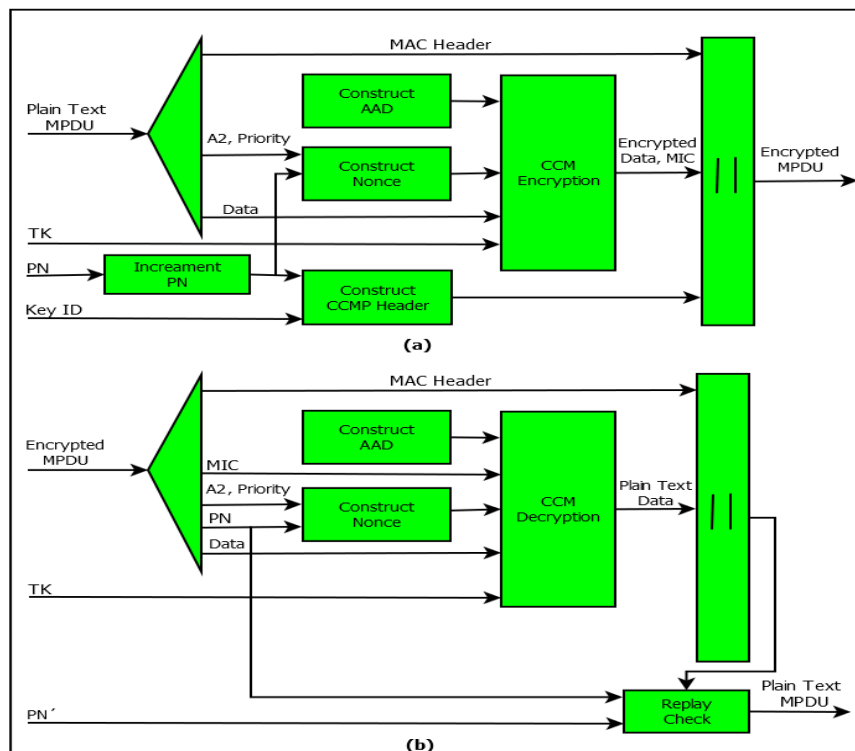 MAC Header
Construct
AAD
Plain Text
MPDU
A2, Priority
Construct
Nonce
CCM
Encryption
Encrypted
Data, MIC
||
Encrypted
MPDU
Data
TK
PN
Increament
PN
Construct
CCMP Header
Key ID
(a)
MAC Header
Construct
AAD
Encrypted
MPDU
MIC
A2, Priority
Construct
Nonce
PN
CCM
Decryption
Plain Text
Data
||
Data
TK
Plain Text
MPDU
Replay
Check
PN´
(b)